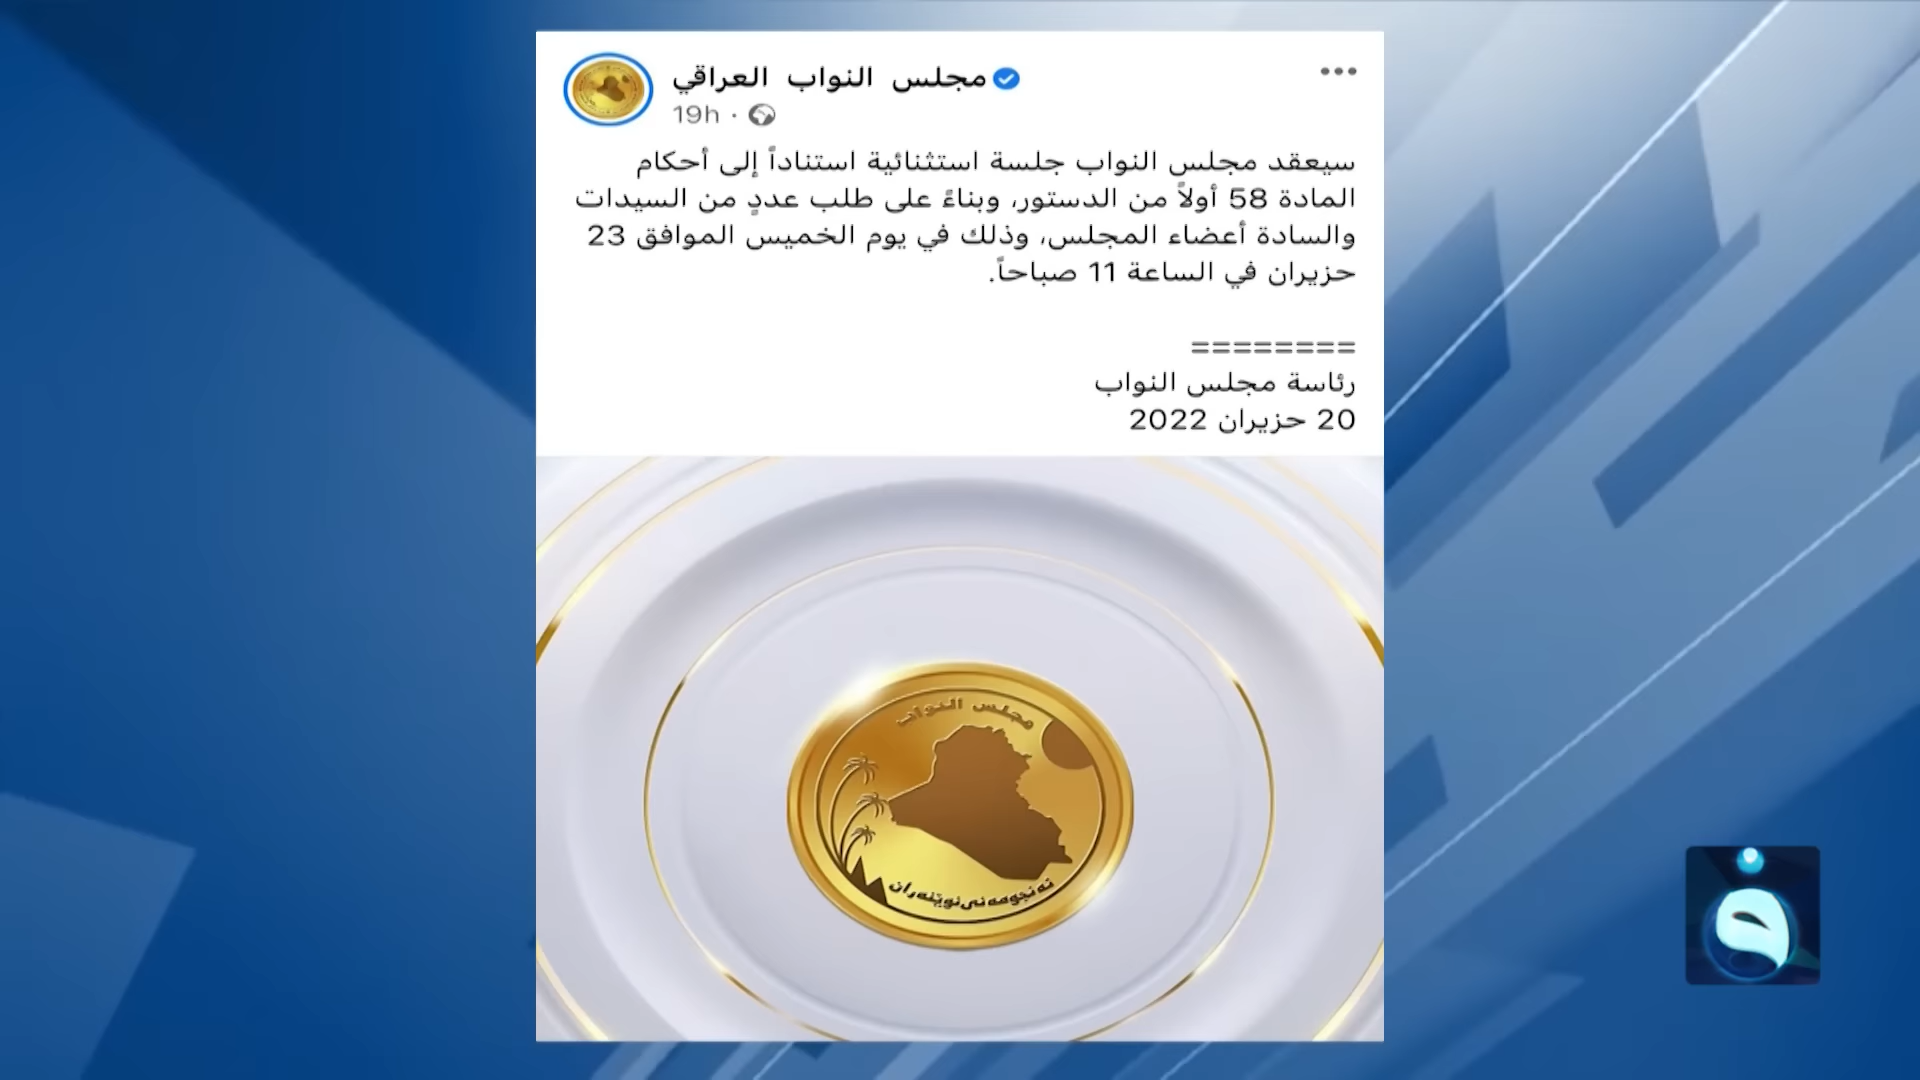 مجلس النواب العراقي
19h ·
سيعقد مجلس النواب جلسة استثنائية استناداً إلى أحكام
المادة 58 أولاً من الدستور، وبناءً على طلب عددٍ من السيدات
والسادة أعضاء المجلس، وذلك في يوم الخميس الموافق 23
حزيران في الساعة 11 صباحاً.
========
رئاسة مجلس النواب
20 حزيران 2022
مجلس النواب
ئەنجومەنی نوێنەران